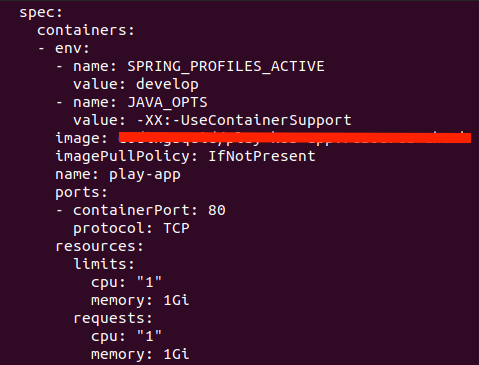 spec:
  containers:
  - env:
    - name: SPRING_PROFILES_ACTIVE
      value: develop
    - name: JAVA_OPTS
      value: -XX:-UseContainerSupport
    image:
    imagePullPolicy: IfNotPresent
    name: play-app
    ports:
    - containerPort: 80
      protocol: TCP
    resources:
      limits:
        cpu: "1"
        memory: 1Gi
      requests:
        cpu: "1"
        memory: 1Gi